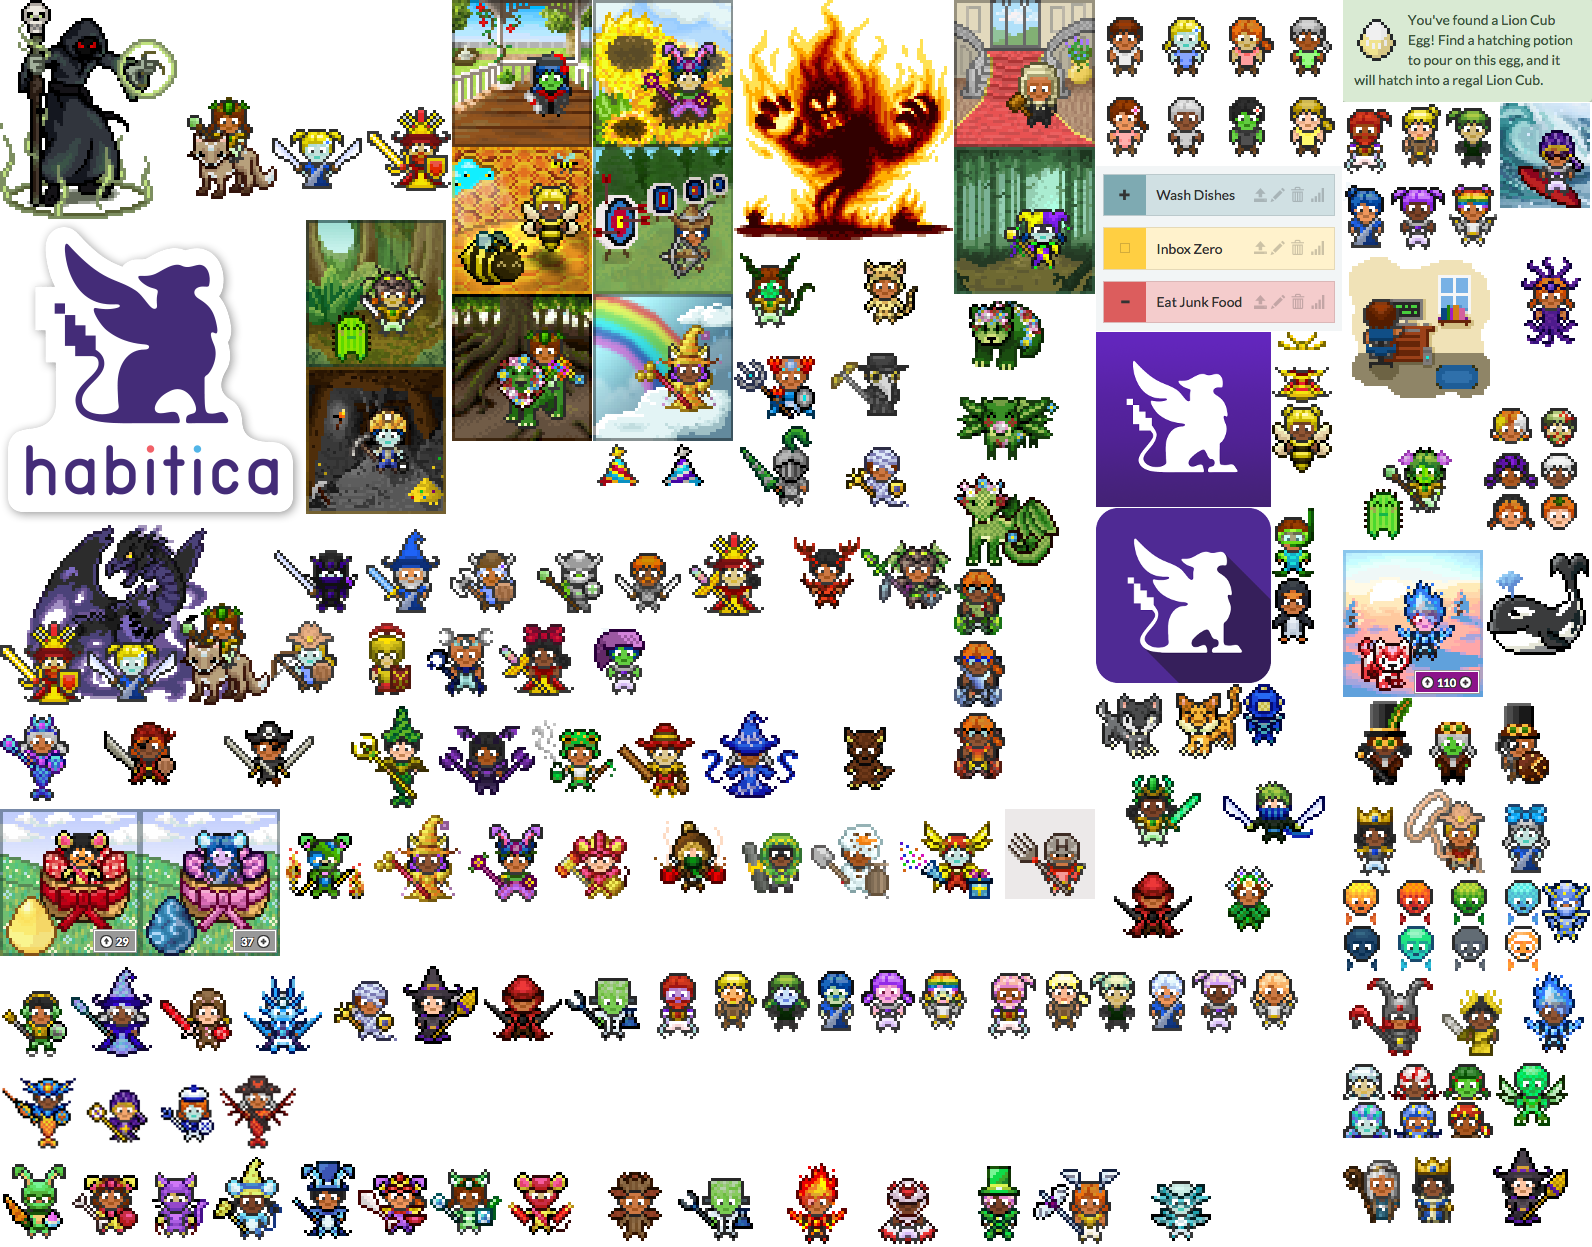 You've found a Lion Cub
Egg! Find a hatching potion
to pour on this egg, and it
will hatch into a regal Lion Cub.
Wash Dishes
Inbox Zero
Eat Junk Food
habitica
110
29
37